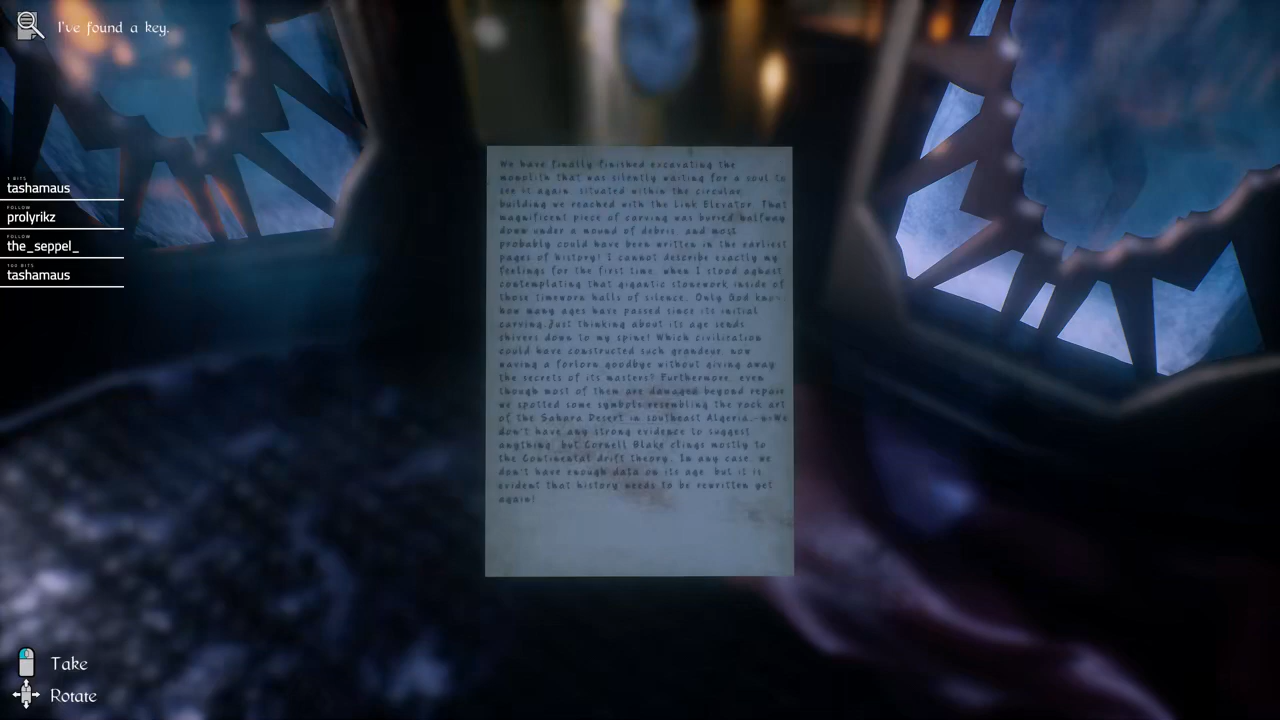 I've found a key.
1 BITS
tashamaus
FOLLOW
prolyrikz
FOLLOW
the_seppel_
100 BITS
tashamaus
We have finally finished excavating the
monolith that was silently waiting for a soul to
see it again, situated within the circular
building we reached with the Link Elevator. That
magnificent piece of carving was buried halfway
down under a mound of debris, and most
probably could have been written in the earliest
pages of history! I cannot describe exactly my
feelings for the first time, when I stood aghast,
contemplating that gigantic stonework inside of
those timeworn halls of silence. Only God knows
how many ages have passed since its initial
carving.Just thinking about its age sends
shivers down to my spine! Which civilization
could have constructed such grandeur, now
waving a forlorn goodbye without giving away
the secrets of its masters? Furthermore, even
though most of them are damaged beyond repair
we spotted some symbols resembling the rock art
of the Sahara Desert in southeast Algeria. We
don't have any strong evidence to suggest
anything, but Cornell Blake clings mostly to
the Continental drift theory. In any case, we
don't have enough data on its age, but it is
evident that history needs to be rewritten yet
again!
Take
Rotate